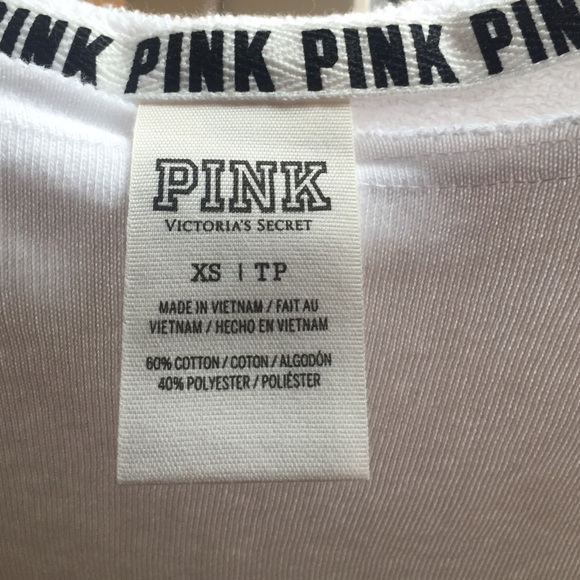 PINK PINK PINK PINK
PINK
VICTORIA'S SECRET
XS | TP
MADE IN VIETNAM / FAIT AU
VIETNAM / HECHO EN VIETNAM
60% COTTON / COTON / ALGODÓN
40% POLYESTER / POLIÉSTER